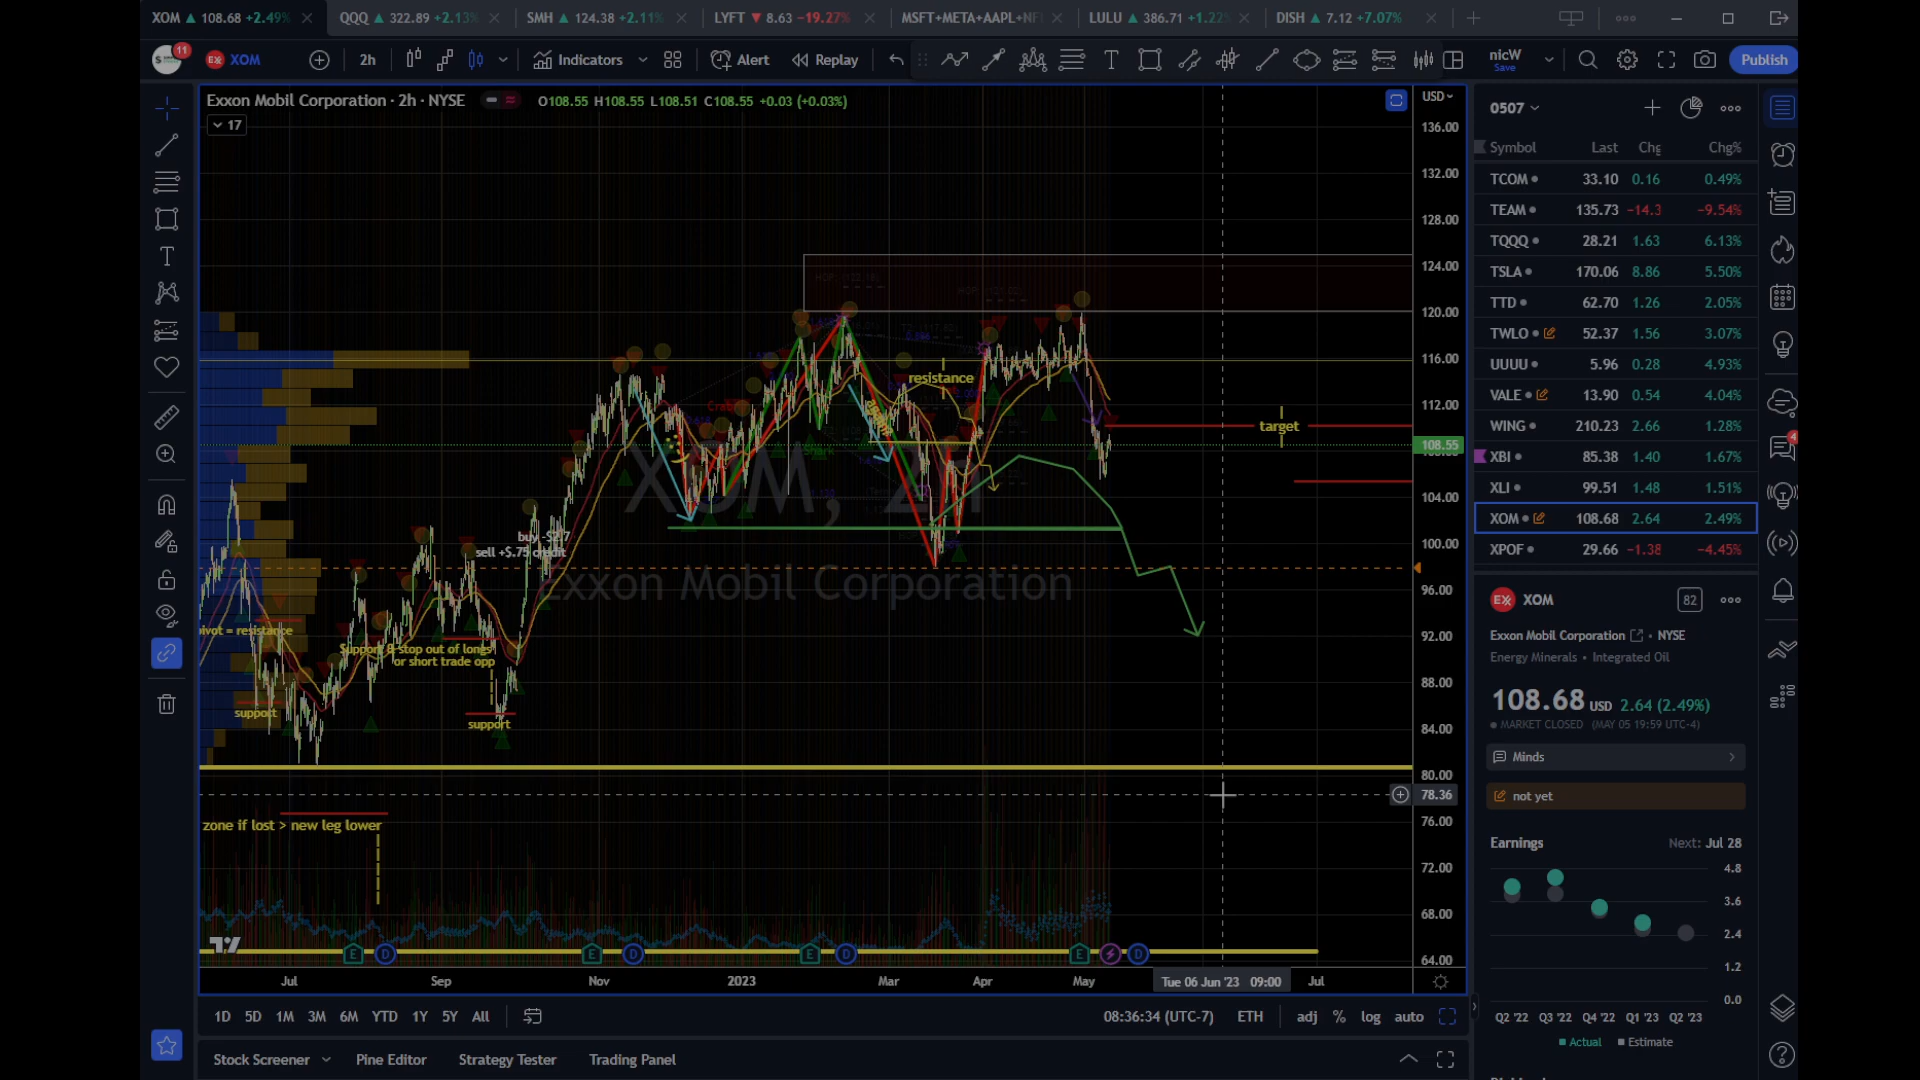 XOM ▲ 108.68 +2.49%
QQQ ▲ 322.89 +2.13%
SMH ▲ 124.38 +2.11%
LYFT ▼ 8.63 −19.27%
MSFT+META+AAPL+NF
LULU ▲ 386.71 +1.22%
DISH ▲ 7.12 +7.07%
11
XOM
2h
Indicators
Alert
Replay
nicW
Save
Publish
Exxon Mobil Corporation · 2h · NYSE
O108.55 H108.55 L108.51 C108.55 +0.03 (+0.03%)
17
USD
136.00
132.00
128.00
124.00
120.00
116.00
112.00
108.55
104.00
100.00
96.00
92.00
88.00
84.00
80.00
78.36
76.00
72.00
68.00
64.00
resistance
again
Crab
Shark
target
XOM, 2h
Exxon Mobil Corporation
buy -$2.7
sell +$.75 credit
pivot = resistance
Support & stop out of longs
or short trade opp
support
support
zone if lost > new leg lower
E D E D E D E D
Jul Sep Nov 2023 Mar Apr May Tue 06 Jun '23 09:00 Jul
1D 5D 1M 3M 6M YTD 1Y 5Y All
08:36:34 (UTC-7) ETH adj % log auto
Stock Screener Pine Editor Strategy Tester Trading Panel
0507
Symbol Last Chg Chg%
TCOM 33.10 0.16 0.49%
TEAM 135.73 −14.3 −9.54%
TQQQ 28.21 1.63 6.13%
TSLA 170.06 8.86 5.50%
TTD 62.70 1.26 2.05%
TWLO 52.37 1.56 3.07%
UUUU 5.96 0.28 4.93%
VALE 13.90 0.54 4.04%
WING 210.23 2.66 1.28%
XBI 85.38 1.40 1.67%
XLI 99.51 1.48 1.51%
XOM 108.68 2.64 2.49%
XPOF 29.66 −1.38 −4.45%
XOM
82
Exxon Mobil Corporation • NYSE
Energy Minerals • Integrated Oil
108.68 USD 2.64 (2.49%)
MARKET CLOSED (MAY 05 19:59 UTC-4)
Minds
not yet
Earnings Next: Jul 28
4.8
3.6
2.4
1.2
0.0
Q2 '22 Q3 '22 Q4 '22 Q1 '23 Q2 '23
Actual Estimate
4